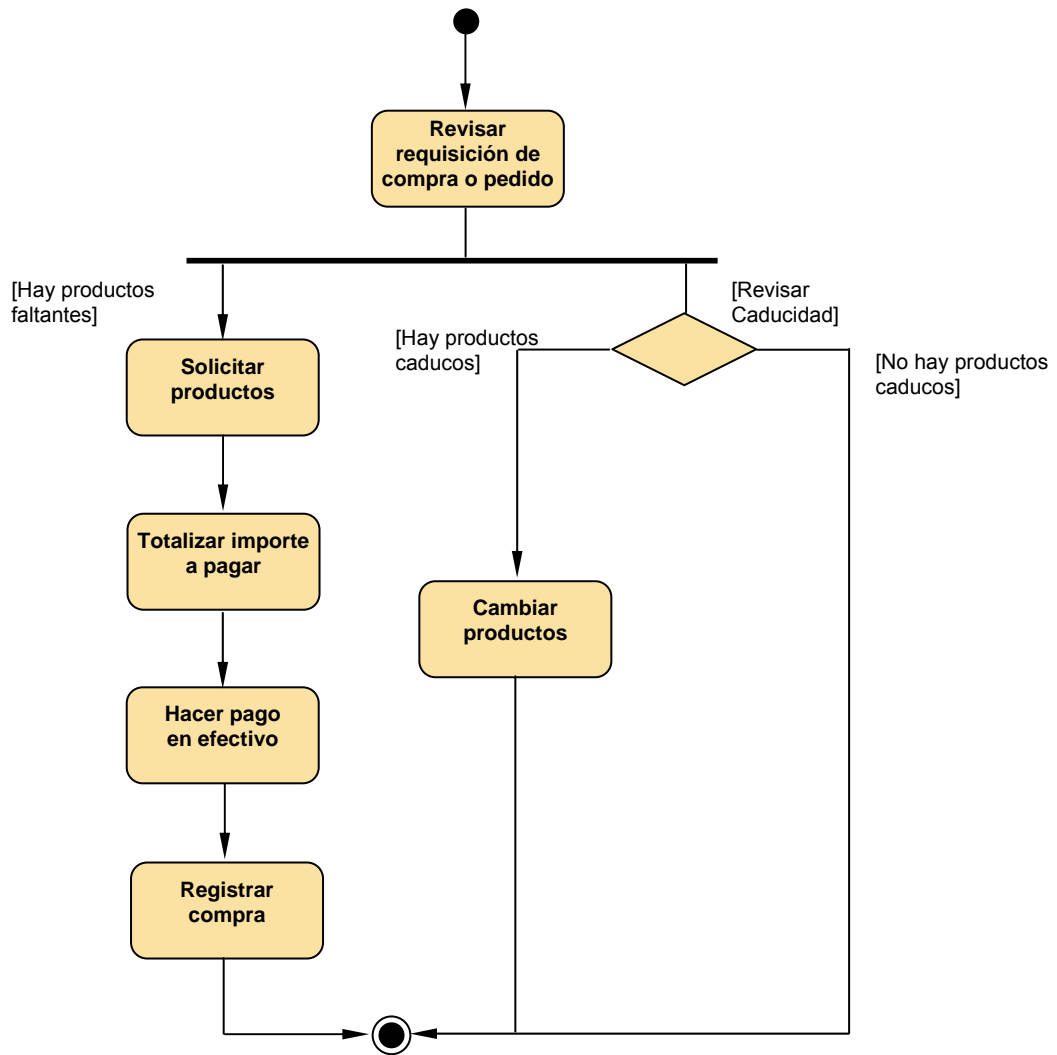 Revisar
requisición de
compra o pedido
[Hay productos
faltantes]
[Revisar
Caducidad]
[Hay productos
caducos]
[No hay productos
caducos]
Solicitar
productos
Totalizar importe
a pagar
Cambiar
productos
Hacer pago
en efectivo
Registrar
compra